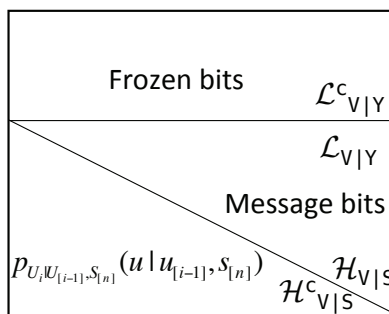 Frozen bits
𝓛ᶜ_{V|Y}
𝓛_{V|Y}
Message bits
p_{U_i|U_{[i−1]},S_{[n]}}(u | u_{[i−1]}, s_{[n]})
𝓗_{V|S}
𝓗ᶜ_{V|S}